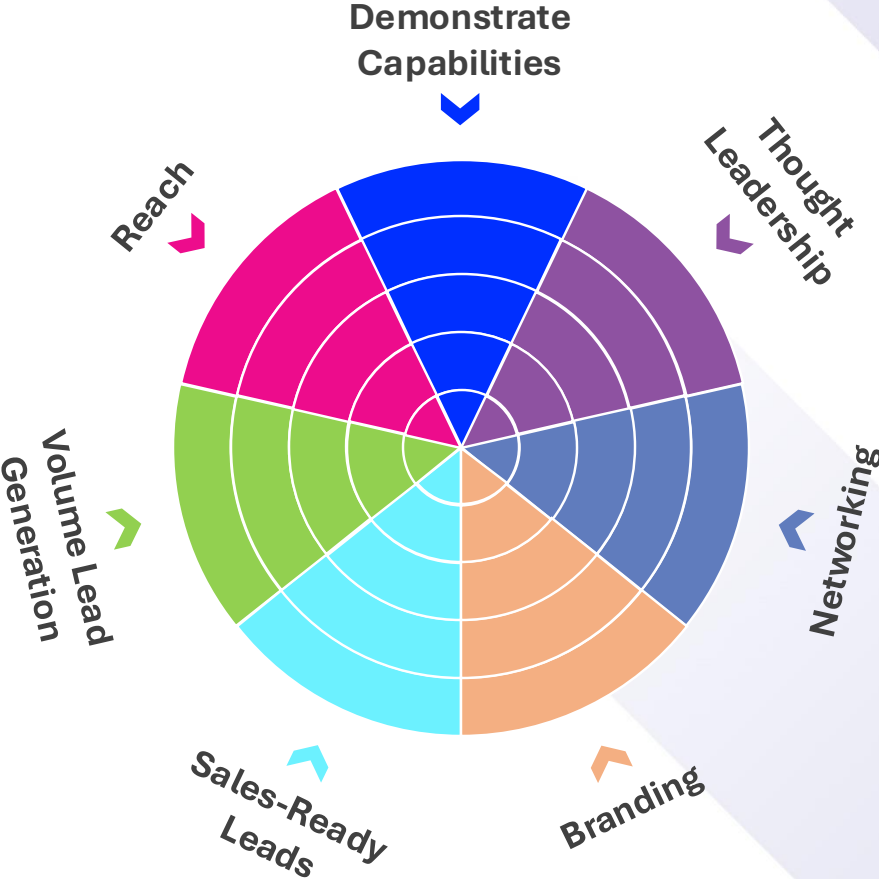 Demonstrate
Capabilities
Thought
Leadership
Networking
Branding
Sales-Ready
Leads
Volume Lead
Generation
Reach